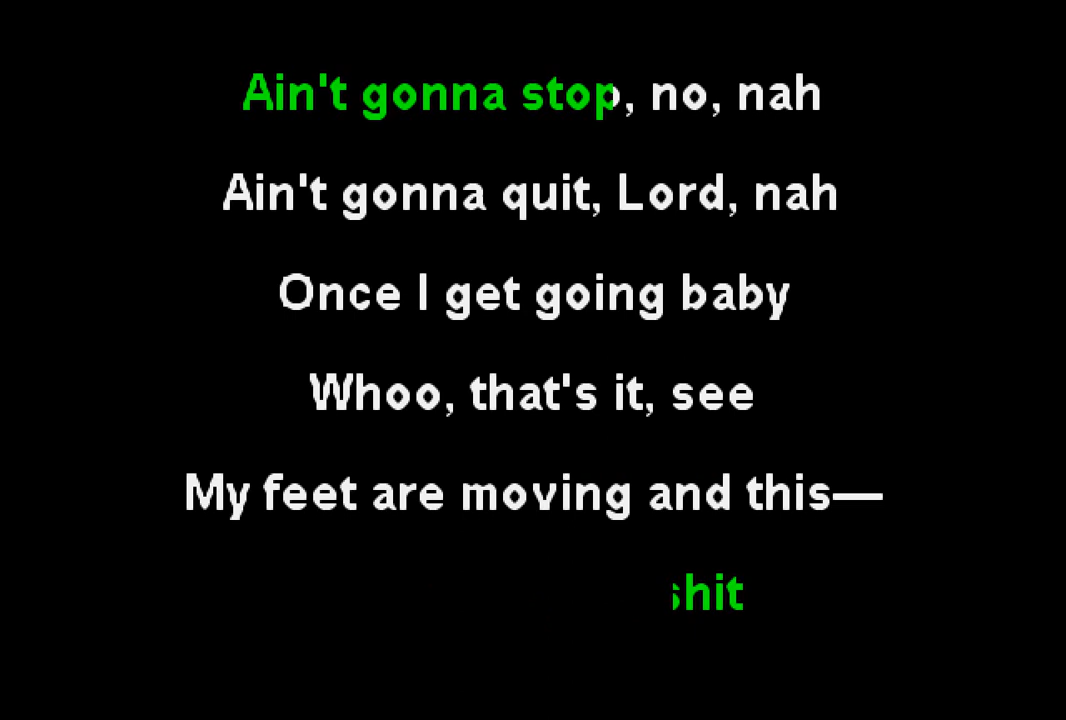 Ain't gonna stop, no, nah
Ain't gonna quit, Lord, nah
Once I get going baby
Whoo, that's it, see
My feet are moving and this—
shit